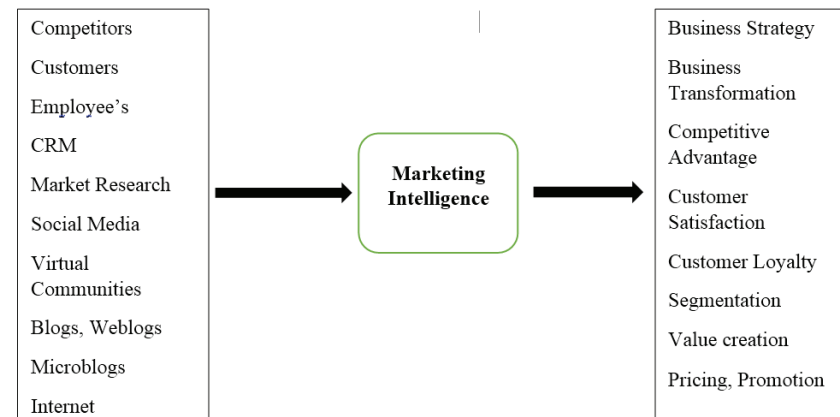 Competitors
Customers
Employee's
CRM
Market Research
Social Media
Virtual
Communities
Blogs, Weblogs
Microblogs
Internet
Marketing
Intelligence
Business Strategy
Business
Transformation
Competitive
Advantage
Customer
Satisfaction
Customer Loyalty
Segmentation
Value creation
Pricing, Promotion